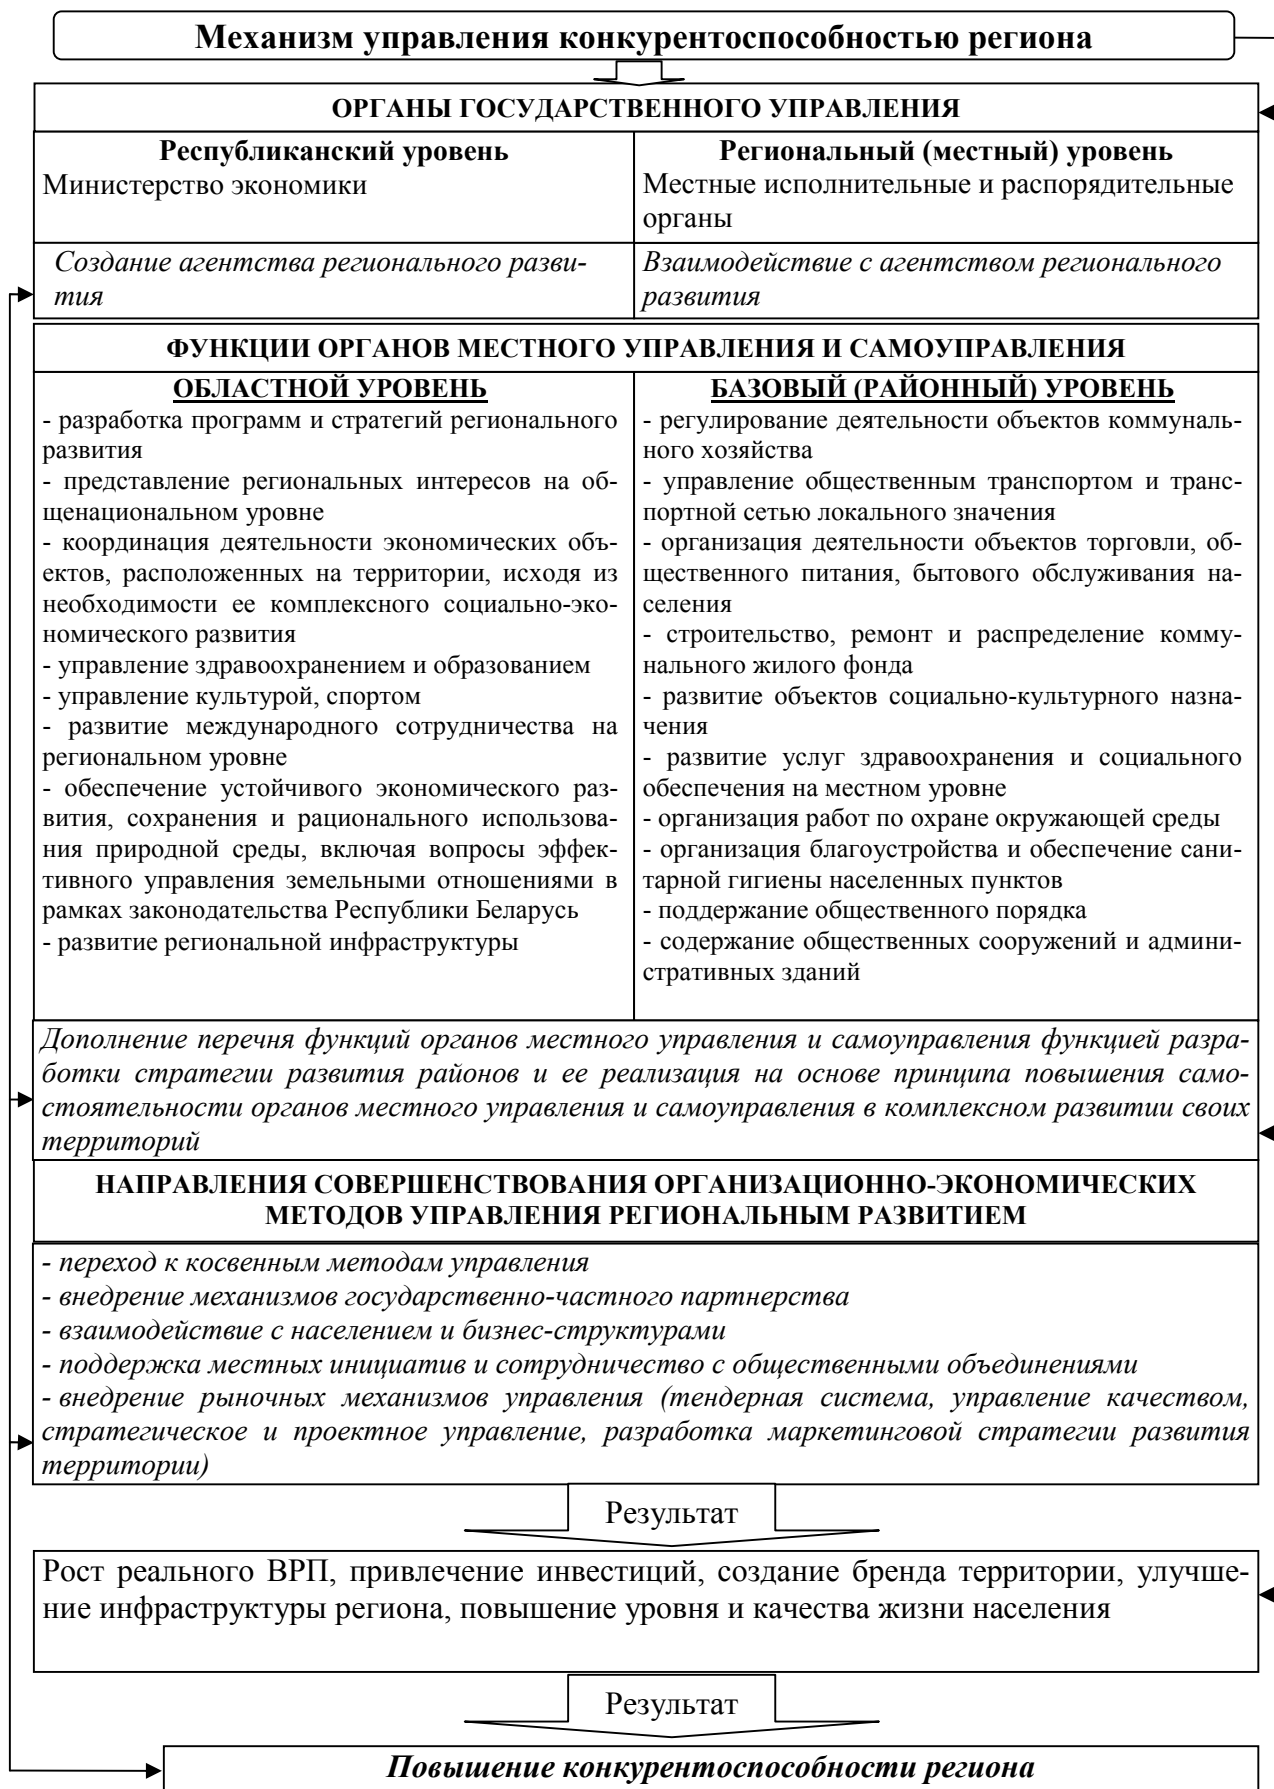 Механизм управления конкурентоспособностью региона
ОРГАНЫ ГОСУДАРСТВЕННОГО УПРАВЛЕНИЯ
Республиканский уровень
Министерство экономики
Региональный (местный) уровень
Местные исполнительные и распорядительные
органы
Создание агентства регионального разви-
тия
Взаимодействие с агентством регионального
развития
ФУНКЦИИ ОРГАНОВ МЕСТНОГО УПРАВЛЕНИЯ И САМОУПРАВЛЕНИЯ
ОБЛАСТНОЙ УРОВЕНЬ
- разработка программ и стратегий регионального
развития
- представление региональных интересов на об-
щенациональном уровне
- координация деятельности экономических объ-
ектов, расположенных на территории, исходя из
необходимости ее комплексного социально-эко-
номического развития
- управление здравоохранением и образованием
- управление культурой, спортом
- развитие международного сотрудничества на
региональном уровне
- обеспечение устойчивого экономического раз-
вития, сохранения и рационального использова-
ния природной среды, включая вопросы эффек-
тивного управления земельными отношениями в
рамках законодательства Республики Беларусь
- развитие региональной инфраструктуры
БАЗОВЫЙ (РАЙОННЫЙ) УРОВЕНЬ
- регулирование деятельности объектов коммуналь-
ного хозяйства
- управление общественным транспортом и транс-
портной сетью локального значения
- организация деятельности объектов торговли, об-
щественного питания, бытового обслуживания на-
селения
- строительство, ремонт и распределение комму-
нального жилого фонда
- развитие объектов социально-культурного назна-
чения
- развитие услуг здравоохранения и социального
обеспечения на местном уровне
- организация работ по охране окружающей среды
- организация благоустройства и обеспечение сани-
тарной гигиены населенных пунктов
- поддержание общественного порядка
- содержание общественных сооружений и админи-
стративных зданий
Дополнение перечня функций органов местного управления и самоуправления функцией разра-
ботки стратегии развития районов и ее реализация на основе принципа повышения само-
стоятельности органов местного управления и самоуправления в комплексном развитии своих
территорий
НАПРАВЛЕНИЯ СОВЕРШЕНСТВОВАНИЯ ОРГАНИЗАЦИОННО-ЭКОНОМИЧЕСКИХ
МЕТОДОВ УПРАВЛЕНИЯ РЕГИОНАЛЬНЫМ РАЗВИТИЕМ
- переход к косвенным методам управления
- внедрение механизмов государственно-частного партнерства
- взаимодействие с населением и бизнес-структурами
- поддержка местных инициатив и сотрудничество с общественными объединениями
- внедрение рыночных механизмов управления (тендерная система, управление качеством,
стратегическое и проектное управление, разработка маркетинговой стратегии развития
территории)
Результат
Рост реального ВРП, привлечение инвестиций, создание бренда территории, улучше-
ние инфраструктуры региона, повышение уровня и качества жизни населения
Результат
Повышение конкурентоспособности региона